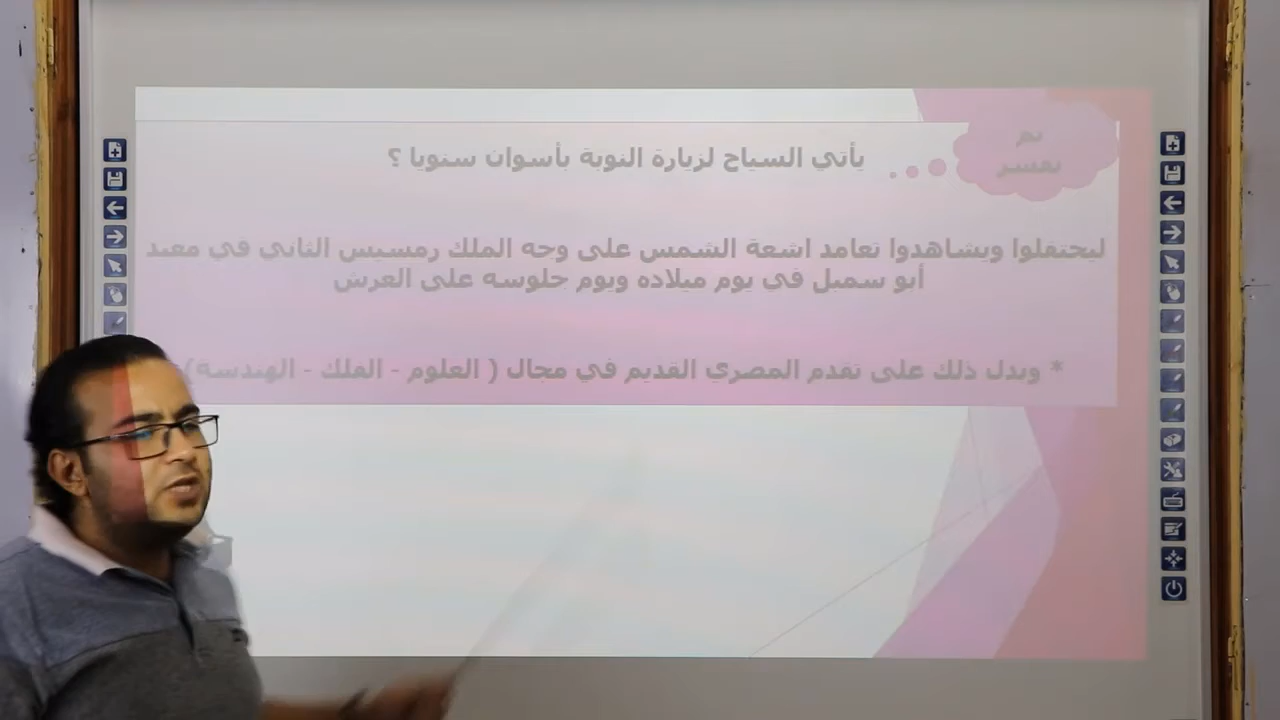 بم
تفسر
يأتي السياح لزيارة النوبة بأسوان سنويا ؟
ليحتفلوا ويشاهدوا تعامد اشعة الشمس على وجه الملك رمسيس الثاني في معبد
أبو سمبل في يوم ميلاده ويوم جلوسه على العرش
* ويدل ذلك على تقدم المصري القديم في مجال ( العلوم - الفلك - الهندسة)